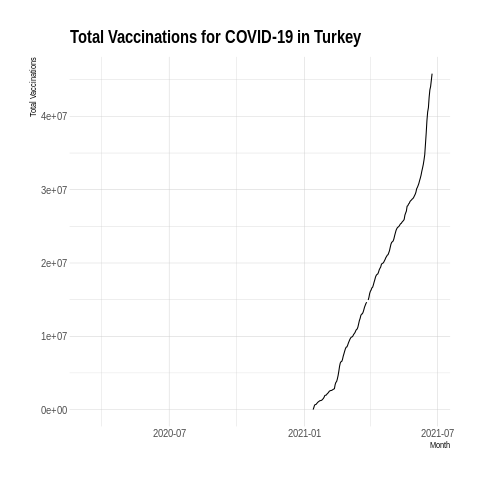 Total Vaccinations for COVID-19 in Turkey
Total Vaccinations
4e+07
3e+07
2e+07
1e+07
0e+00
2020-07
2021-01
2021-07
Month